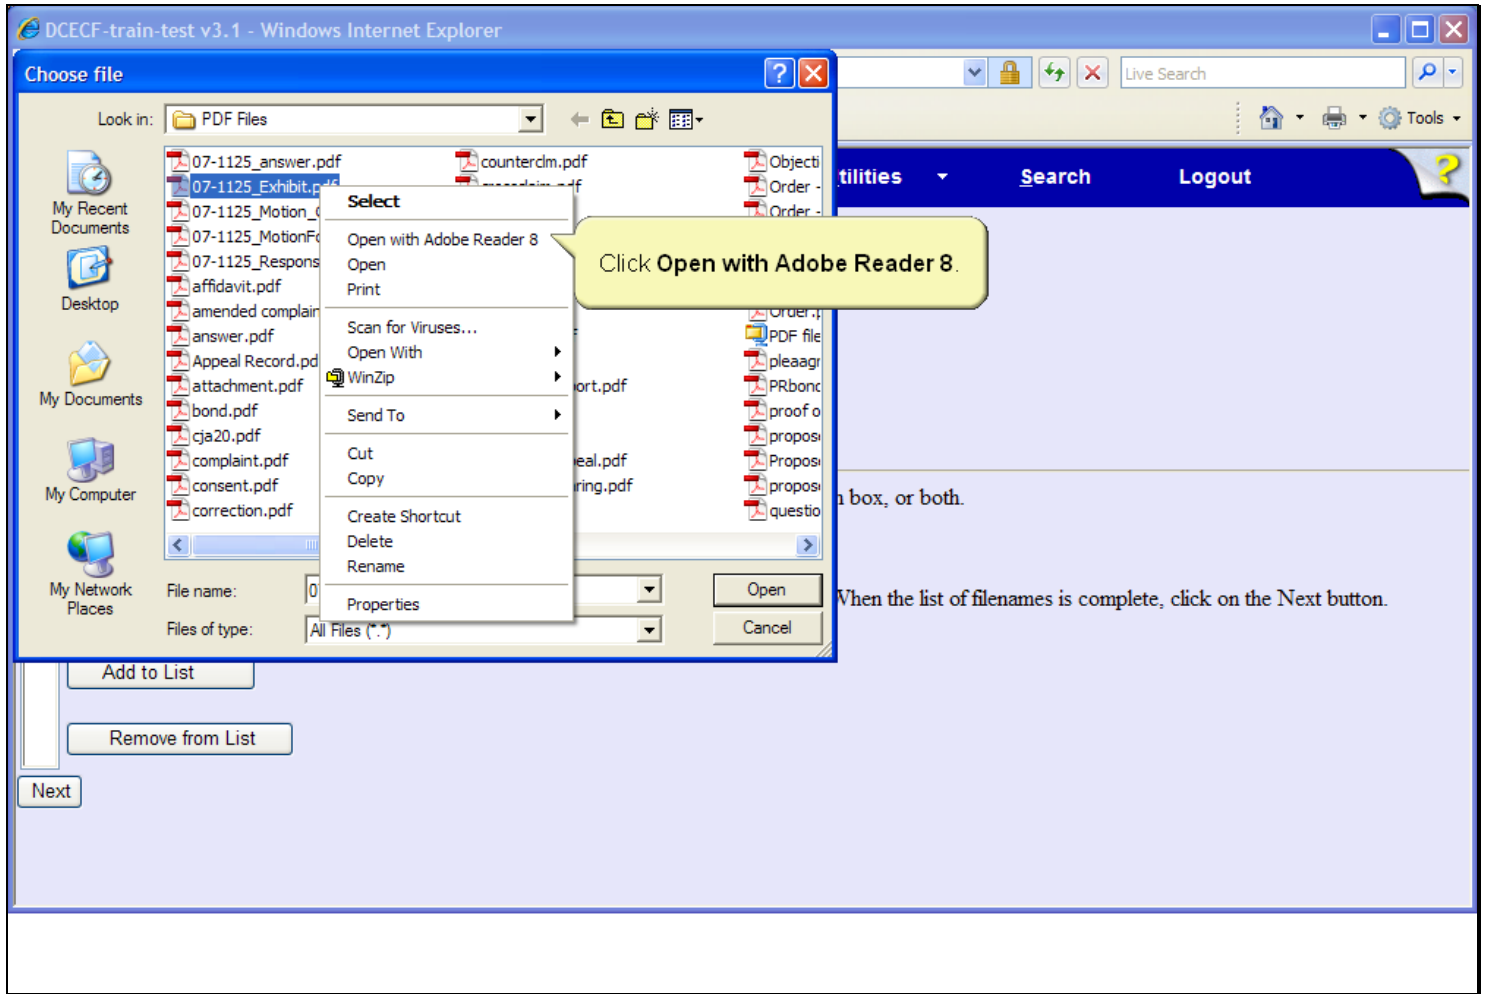 DCECF-train-test v3.1 - Windows Internet Explorer
Choose file
Live Search
Look in:
PDF Files
Tools
tilities
Search
Logout
My Recent
Documents
Desktop
My Documents
My Computer
My Network
Places
07-1125_answer.pdf
07-1125_Exhibit.pdf
07-1125_Motion_
07-1125_MotionFo
07-1125_Respons
affidavit.pdf
amended complain
answer.pdf
Appeal Record.pd
attachment.pdf
bond.pdf
cja20.pdf
complaint.pdf
consent.pdf
correction.pdf
counterclm.pdf
ort.pdf
eal.pdf
ring.pdf
Objecti
Order -
Order -
Order.p
PDF file
pleaagr
PRbond
proof o
propos
Propos
propos
questio
Select
Open with Adobe Reader 8
Open
Print
Scan for Viruses...
Open With
WinZip
Send To
Cut
Copy
Create Shortcut
Delete
Rename
Properties
Click Open with Adobe Reader 8.
File name:
0
Open
Files of type:
All Files (*.*)
Cancel
n box, or both.
When the list of filenames is complete, click on the Next button.
Add to List
Remove from List
Next